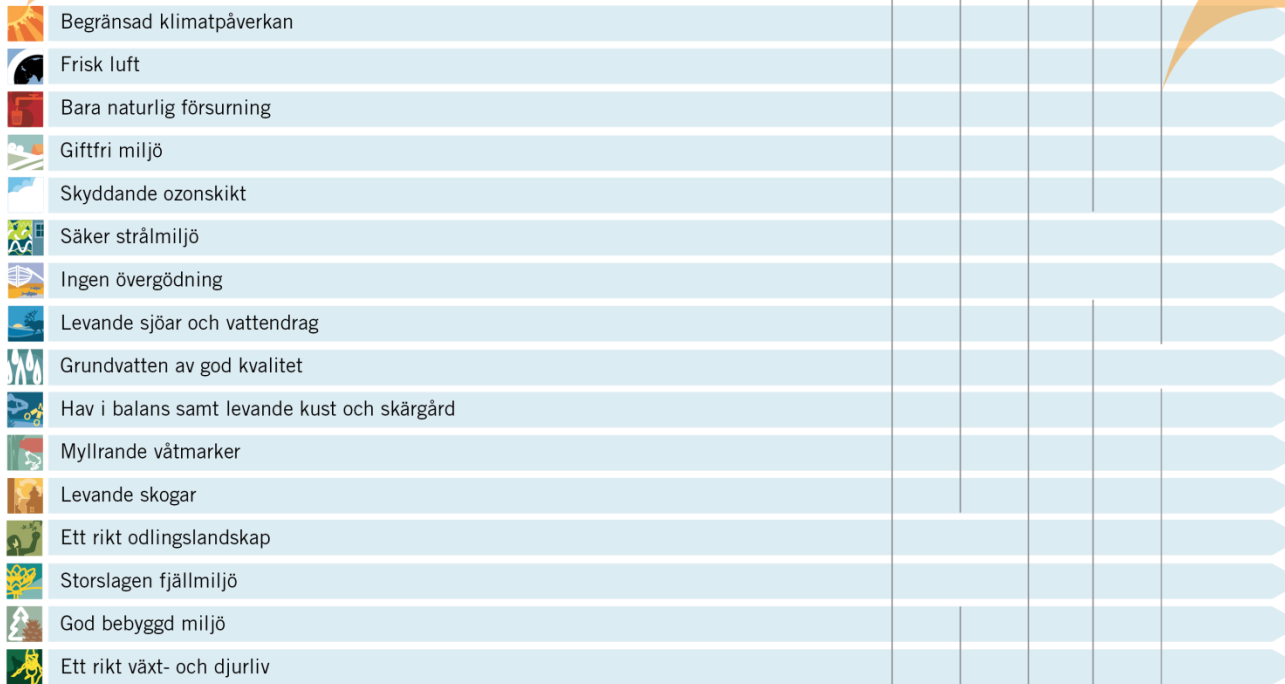 Begränsad klimatpåverkan
Frisk luft
Bara naturlig försurning
Giftfri miljö
Skyddande ozonskikt
Säker strålmiljö
Ingen övergödning
Levande sjöar och vattendrag
Grundvatten av god kvalitet
Hav i balans samt levande kust och skärgård
Myllrande våtmarker
Levande skogar
Ett rikt odlingslandskap
Storslagen fjällmiljö
God bebyggd miljö
Ett rikt växt- och djurliv